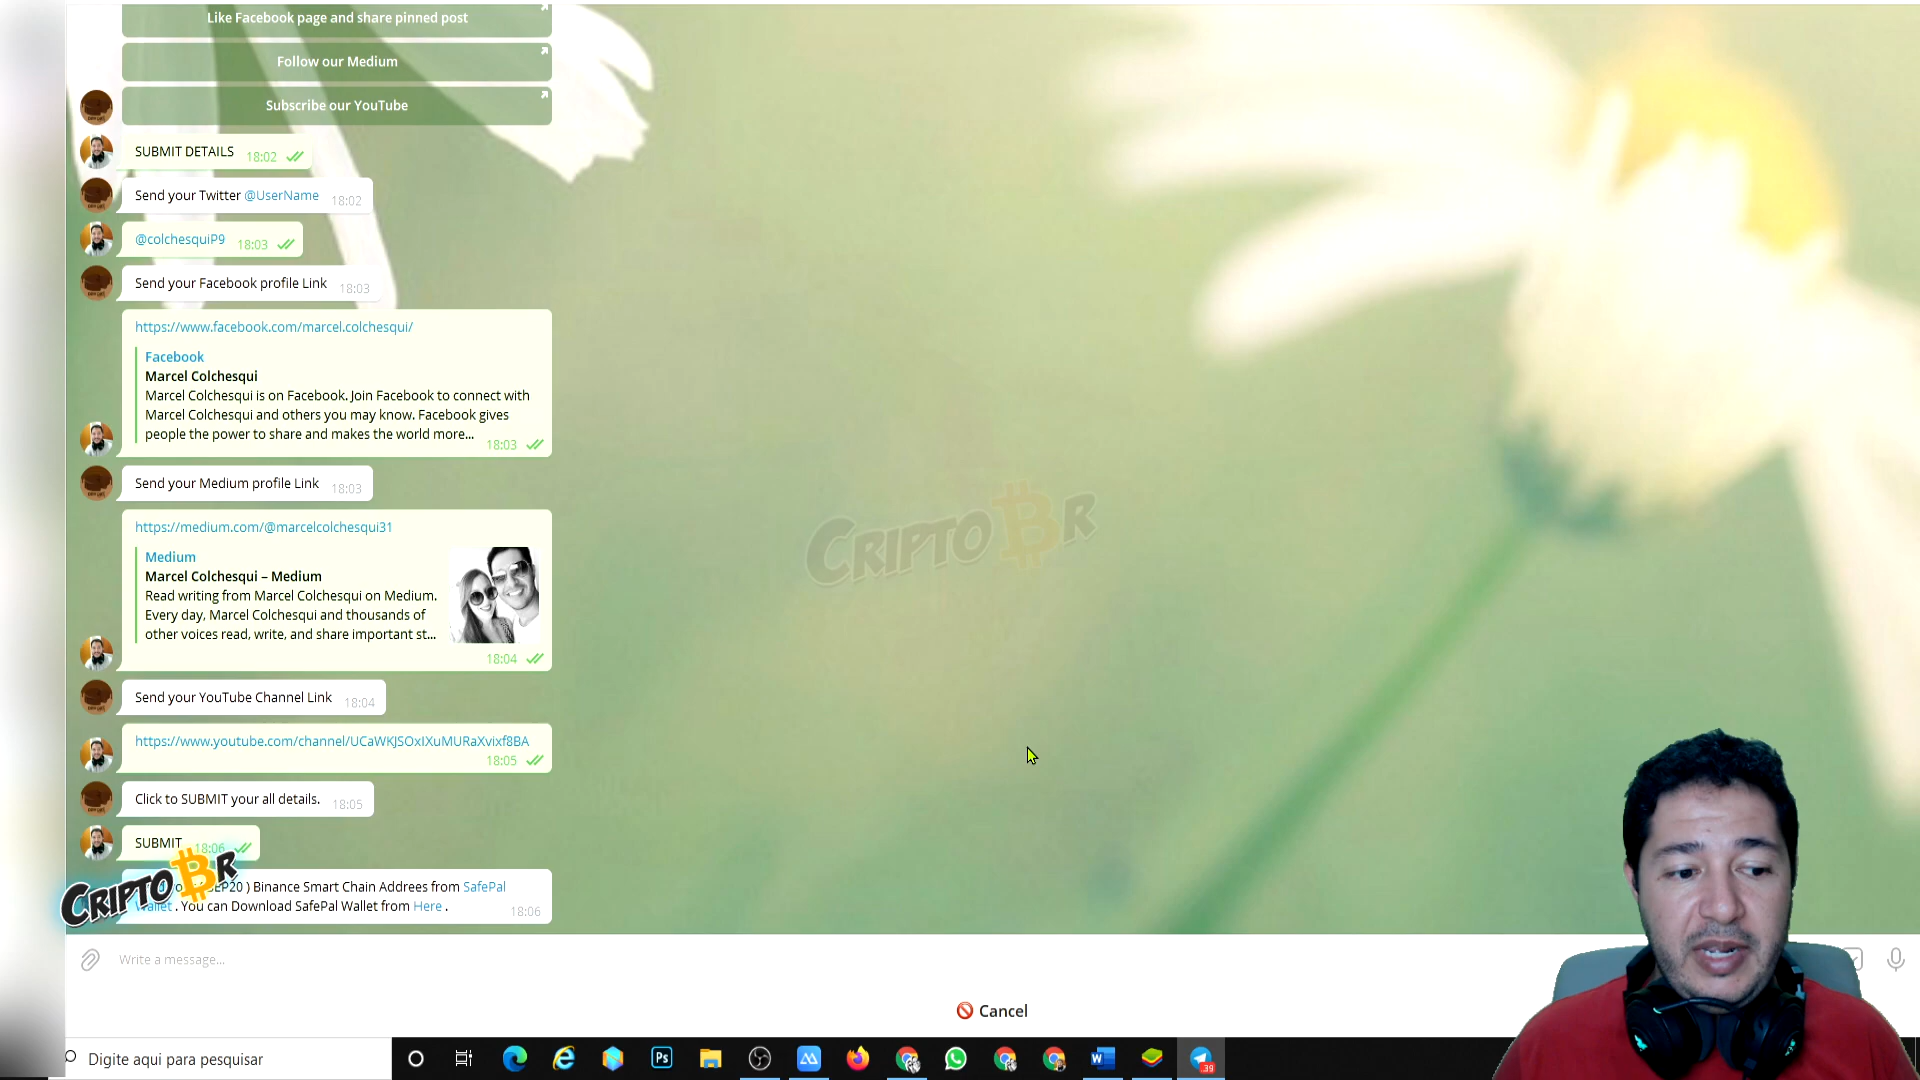 Like Facebook page and share pinned post
Follow our Medium
Subscribe our YouTube
SUBMIT DETAILS 18:02
Send your Twitter @UserName 18:02
@colchesquiP9 18:03
Send your Facebook profile Link 18:03
https://www.facebook.com/marcel.colchesqui/
Facebook
Marcel Colchesqui
Marcel Colchesqui is on Facebook. Join Facebook to connect with
Marcel Colchesqui and others you may know. Facebook gives
people the power to share and makes the world more... 18:03
Send your Medium profile Link 18:03
https://medium.com/@marcelcolchesqui31
Medium
Marcel Colchesqui – Medium
Read writing from Marcel Colchesqui on Medium.
Every day, Marcel Colchesqui and thousands of
other voices read, write, and share important st...
18:04
Send your YouTube Channel Link 18:04
https://www.youtube.com/channel/UCaWKJSOxIXuMURaXvixf8BA
18:05
Click to SUBMIT your all details. 18:05
SUBMIT 18:06
BEP20 ) Binance Smart Chain Addrees from SafePal
Wallet . You can Download SafePal Wallet from Here . 18:06
CRIPTO BR
CRIPTO BR
Write a message...
Cancel
Digite aqui para pesquisar
Ps
W
39